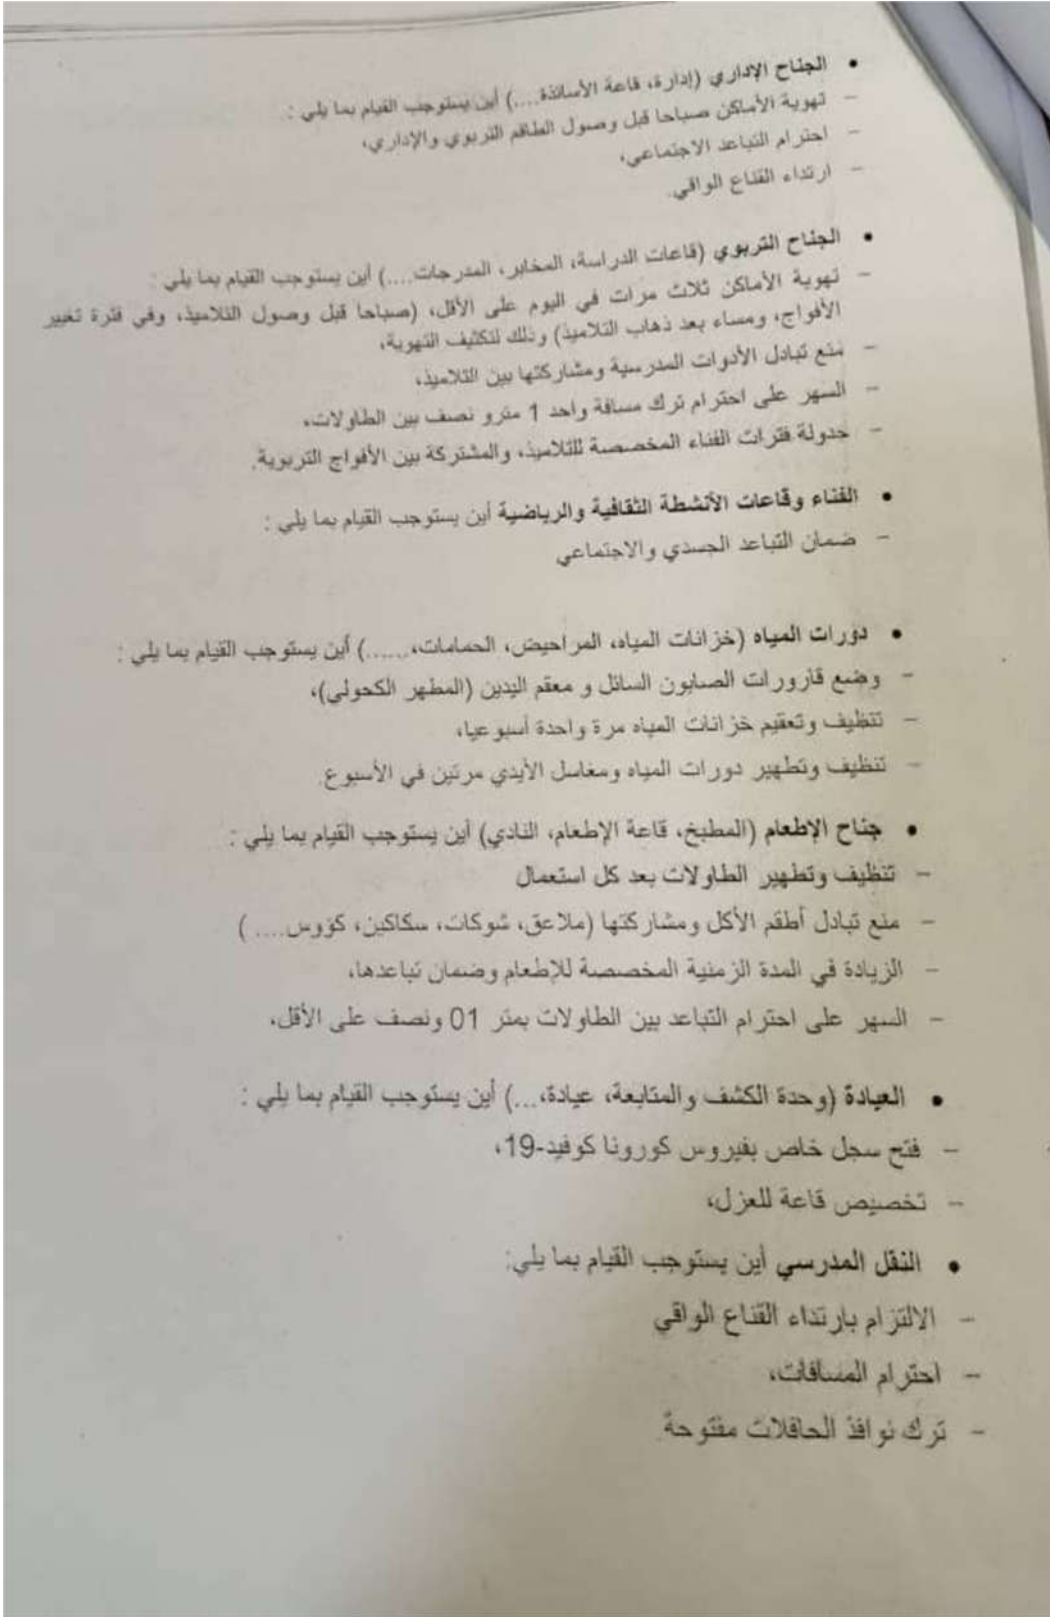 • الجناح الإداري (إدارة، قاعة الأساتذة....) أين يستوجب القيام بما يلي :
– تهوية الأماكن صباحا قبل وصول الطاقم التربوي والإداري،
– احترام التباعد الاجتماعي،
– ارتداء القناع الواقي.
• الجناح التربوي (قاعات الدراسة، المخابر، المدرجات....) أين يستوجب القيام بما يلي :
– تهوية الأماكن ثلاث مرات في اليوم على الأقل، (صباحا قبل وصول التلاميذ، وفي فترة تغيير
الأفواج، ومساء بعد ذهاب التلاميذ) وذلك لتكثيف التهوية،
– منع تبادل الأدوات المدرسية ومشاركتها بين التلاميذ،
– السهر على احترام ترك مسافة واحد 1 مترو نصف بين الطاولات،
– جدولة فترات الفناء المخصصة للتلاميذ، والمشتركة بين الأفواج التربوية.
• الفناء وقاعات الأنشطة الثقافية والرياضية أين يستوجب القيام بما يلي :
– ضمان التباعد الجسدي والاجتماعي
• دورات المياه (خزانات المياه، المراحيض، الحمامات،......) أين يستوجب القيام بما يلي :
– وضع قارورات الصابون السائل و معقم اليدين (المطهر الكحولي)،
– تنظيف وتعقيم خزانات المياه مرة واحدة أسبوعيا،
– تنظيف وتطهير دورات المياه ومغاسل الأيدي مرتين في الأسبوع.
• جناح الإطعام (المطبخ، قاعة الإطعام، النادي) أين يستوجب القيام بما يلي :
– تنظيف وتطهير الطاولات بعد كل استعمال
– منع تبادل أطقم الأكل ومشاركتها (ملاعق، شوكات، سكاكين، كؤوس.... )
– الزيادة في المدة الزمنية المخصصة للإطعام وضمان تباعدها،
– السهر على احترام التباعد بين الطاولات بمتر 01 ونصف على الأقل،
• العيادة (وحدة الكشف والمتابعة، عيادة،...) أين يستوجب القيام بما يلي :
– فتح سجل خاص بفيروس كورونا كوفيد-19،
– تخصيص قاعة للعزل،
• النقل المدرسي أين يستوجب القيام بما يلي:
– الالتزام بارتداء القناع الواقي
– احترام المسافات،
– ترك نوافذ الحافلات مفتوحة.